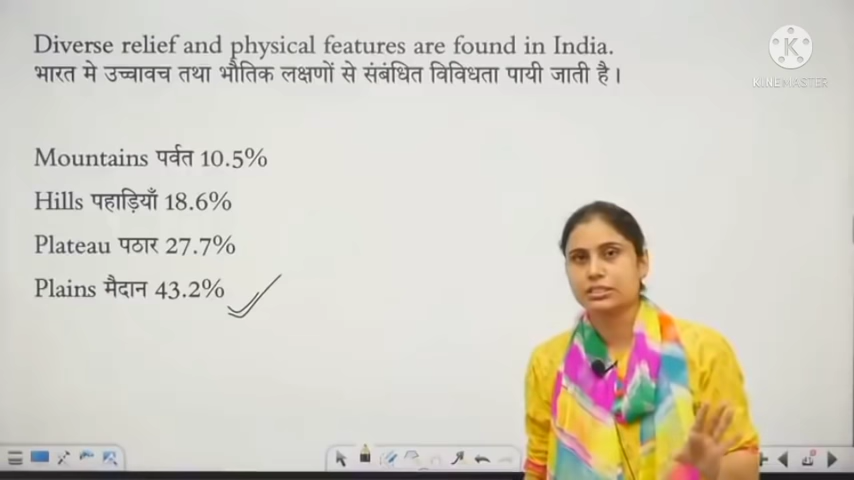 Diverse relief and physical features are found in India.
भारत मे उच्चावच तथा भौतिक लक्षणों से संबंधित विविधता पायी जाती है।
Mountains पर्वत 10.5%
Hills पहाड़ियाँ 18.6%
Plateau पठार 27.7%
Plains मैदान 43.2%
K
KINEMASTER